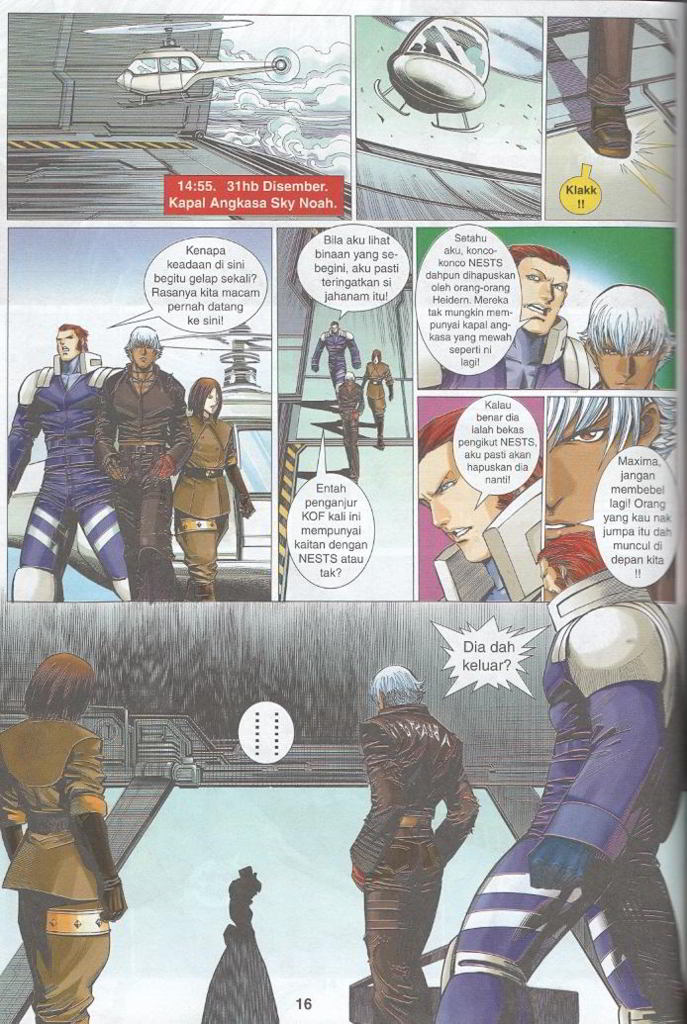 14:55. 31hb Disember.
Kapal Angkasa Sky Noah.
Klakk
!!
Kenapa
keadaan di sini
begitu gelap sekali?
Rasanya kita macam
pernah datang
ke sini!
Bila aku lihat
binaan yang se-
begini, aku pasti
teringatkan si
jahanam itu!
Entah
penganjur
KOF kali ini
mempunyai
kaitan dengan
NESTS atau
tak?
Setahu
aku, konco-
konco NESTS
dahpun dihapuskan
oleh orang-orang
Heidern. Mereka
tak mungkin mem-
punyai kapal ang-
kasa yang mewah
seperti ni
lagi!
Kalau
benar dia
ialah bekas
pengikut NESTS,
aku pasti akan
hapuskan dia
nanti!
Maxima,
jangan
membebel
lagi! Orang
yang kau nak
jumpa itu dah
muncul di
depan kita
!!
Dia dah
keluar?
16